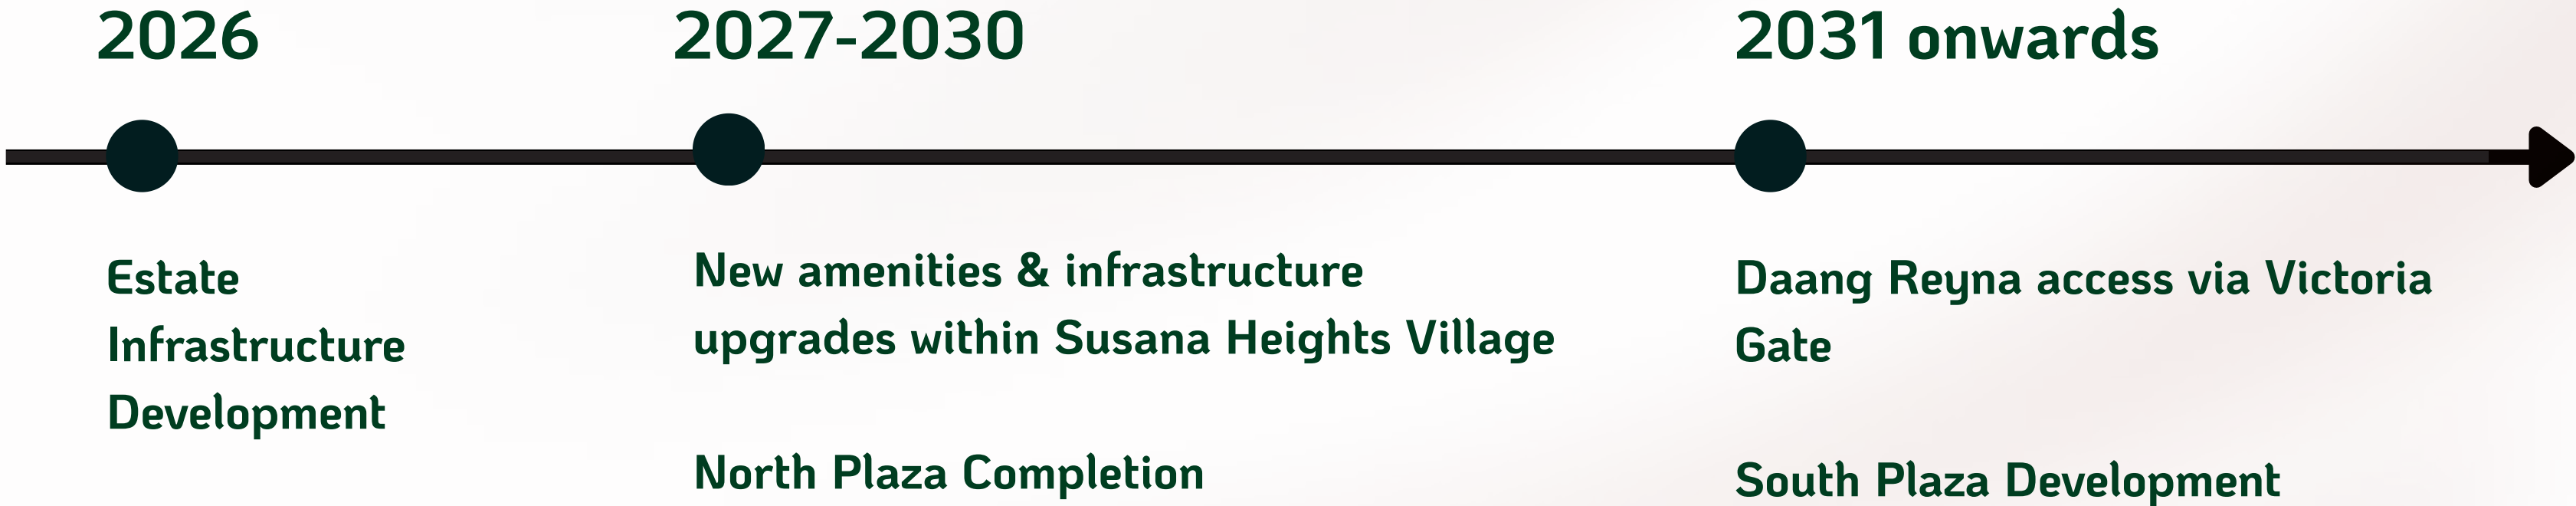 2026
Estate
Infrastructure
Development
2027-2030
New amenities & infrastructure
upgrades within Susana Heights Village
North Plaza Completion
2031 onwards
Daang Reyna access via Victoria
Gate
South Plaza Development